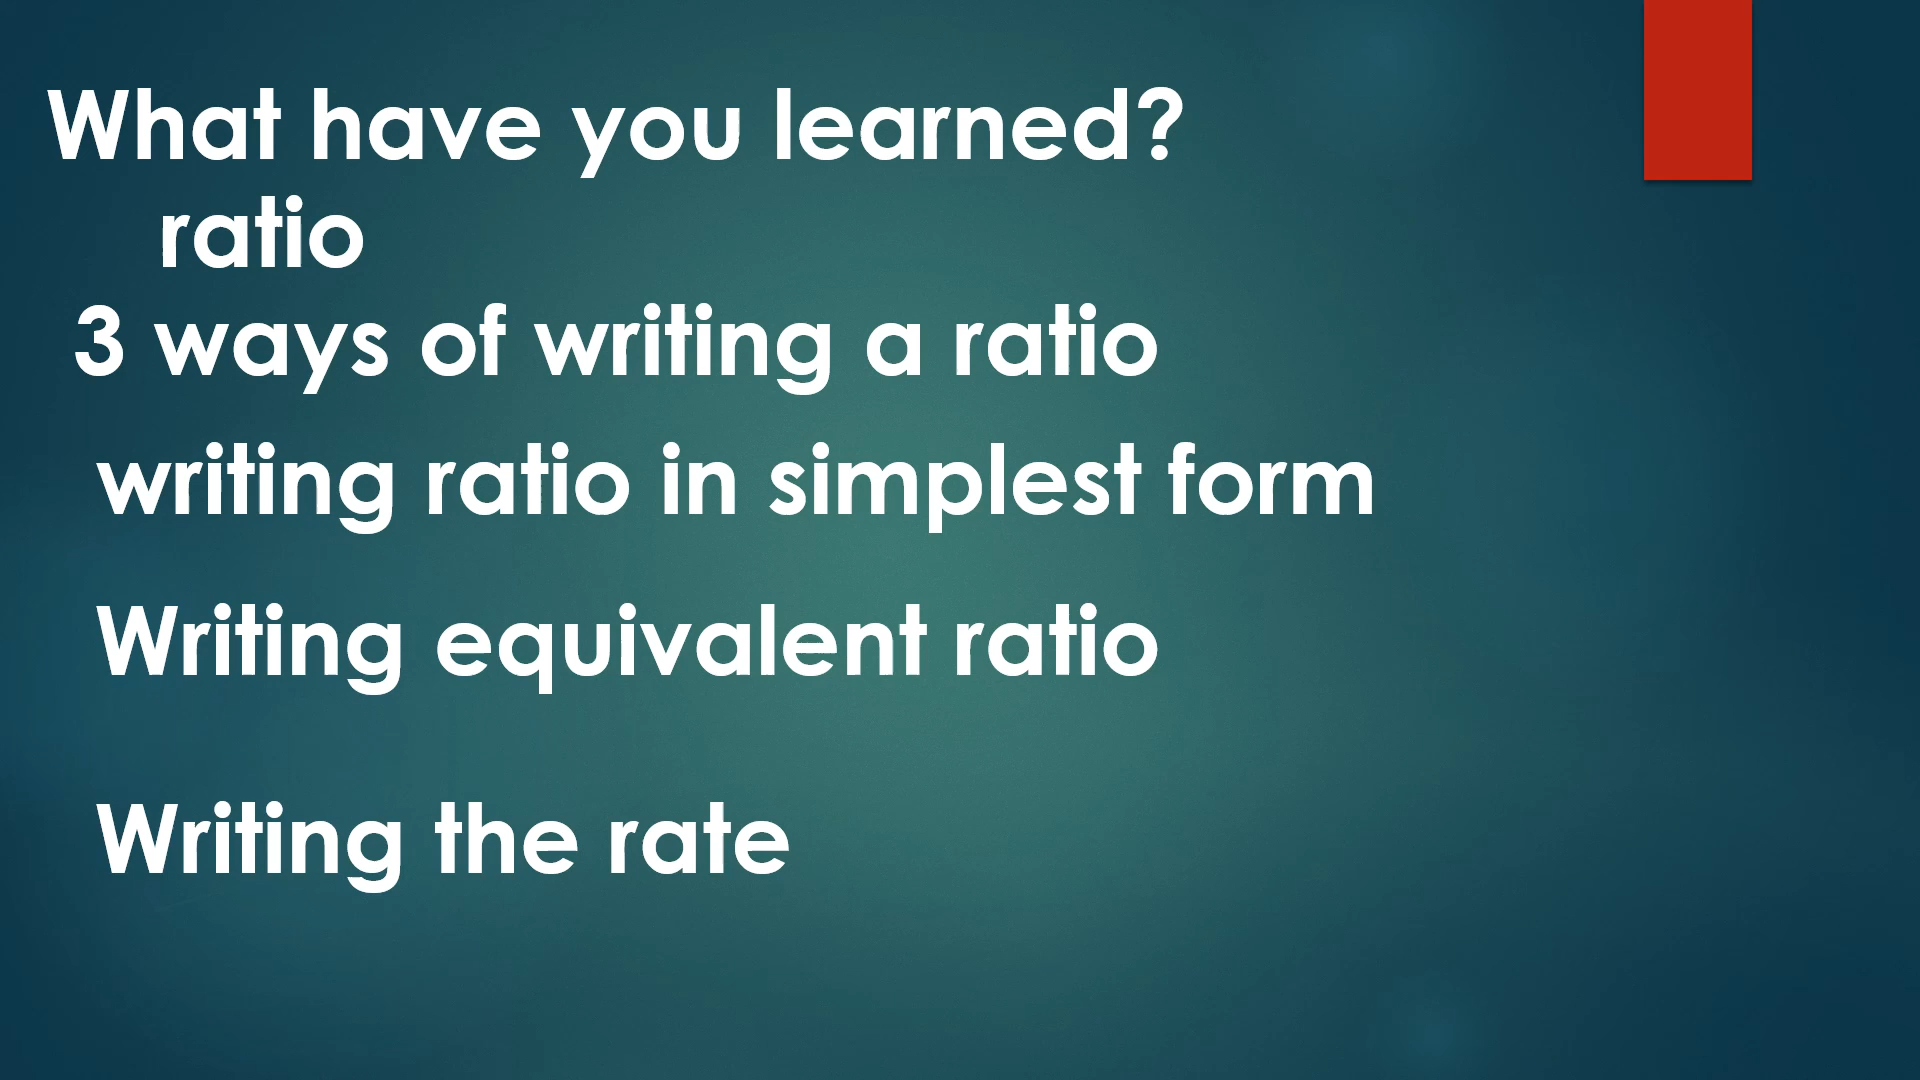 What have you learned?
ratio
3 ways of writing a ratio
writing ratio in simplest form
Writing equivalent ratio
Writing the rate